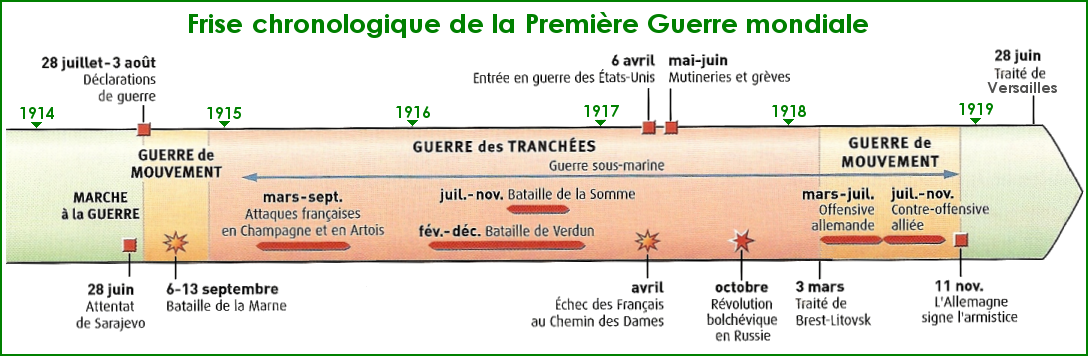 Frise chronologique de la Première Guerre mondiale
28 juillet-3 août
Déclarations
de guerre
6 avril
Entrée en guerre des États-Unis
mai-juin
Mutineries et grèves
28 juin
Traité de
Versailles
1914
1915
1916
1917
1918
1919
MARCHE
à la GUERRE
GUERRE de
MOUVEMENT
GUERRE des TRANCHÉES
Guerre sous-marine
GUERRE de
MOUVEMENT
mars-sept.
Attaques françaises
en Champagne et en Artois
juil.-nov. Bataille de la Somme
fév.-déc. Bataille de Verdun
mars-juil.
Offensive
allemande
juil.-nov.
Contre-offensive
alliée
28 juin
Attentat
de Sarajevo
6-13 septembre
Bataille de la Marne
avril
Échec des Français
au Chemin des Dames
octobre
Révolution
bolchévique
en Russie
3 mars
Traité de
Brest-Litovsk
11 nov.
L'Allemagne
signe l'armistice